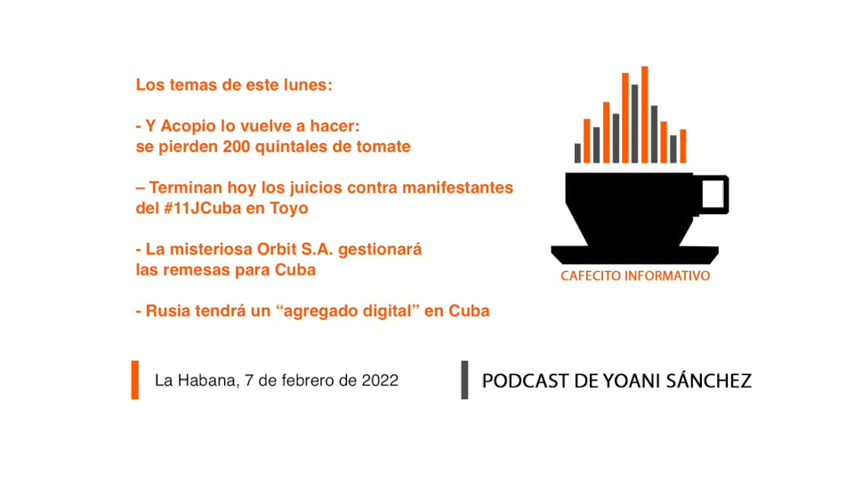 Los temas de este lunes:
- Y Acopio lo vuelve a hacer:
se pierden 200 quintales de tomate
– Terminan hoy los juicios contra manifestantes
del #11JCuba en Toyo
- La misteriosa Orbit S.A. gestionará
las remesas para Cuba
- Rusia tendrá un “agregado digital” en Cuba
CAFECITO INFORMATIVO
La Habana, 7 de febrero de 2022
PODCAST DE YOANI SÁNCHEZ